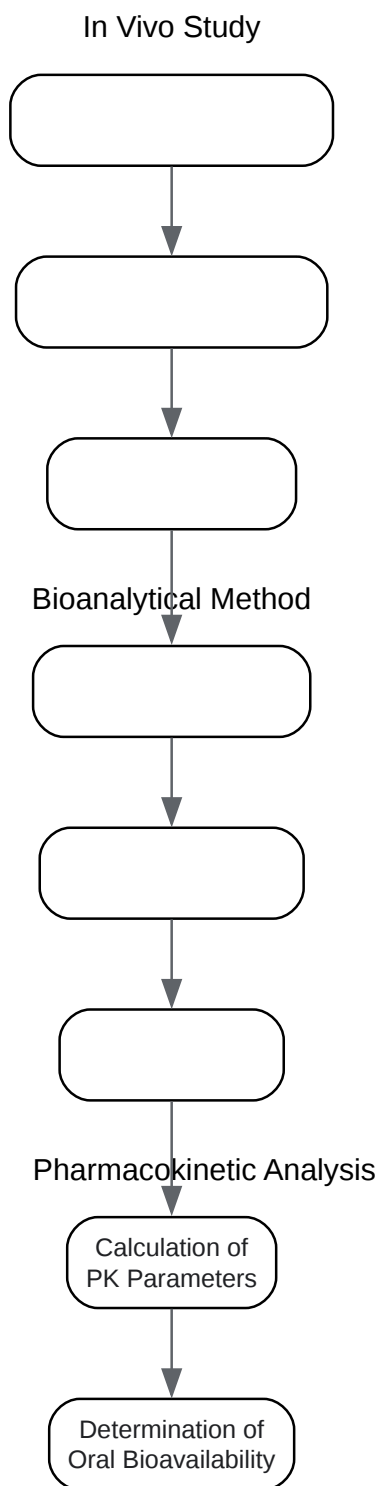 In Vivo Study
Bioanalytical Method
Pharmacokinetic Analysis
Calculation of
PK Parameters
Determination of
Oral Bioavailability